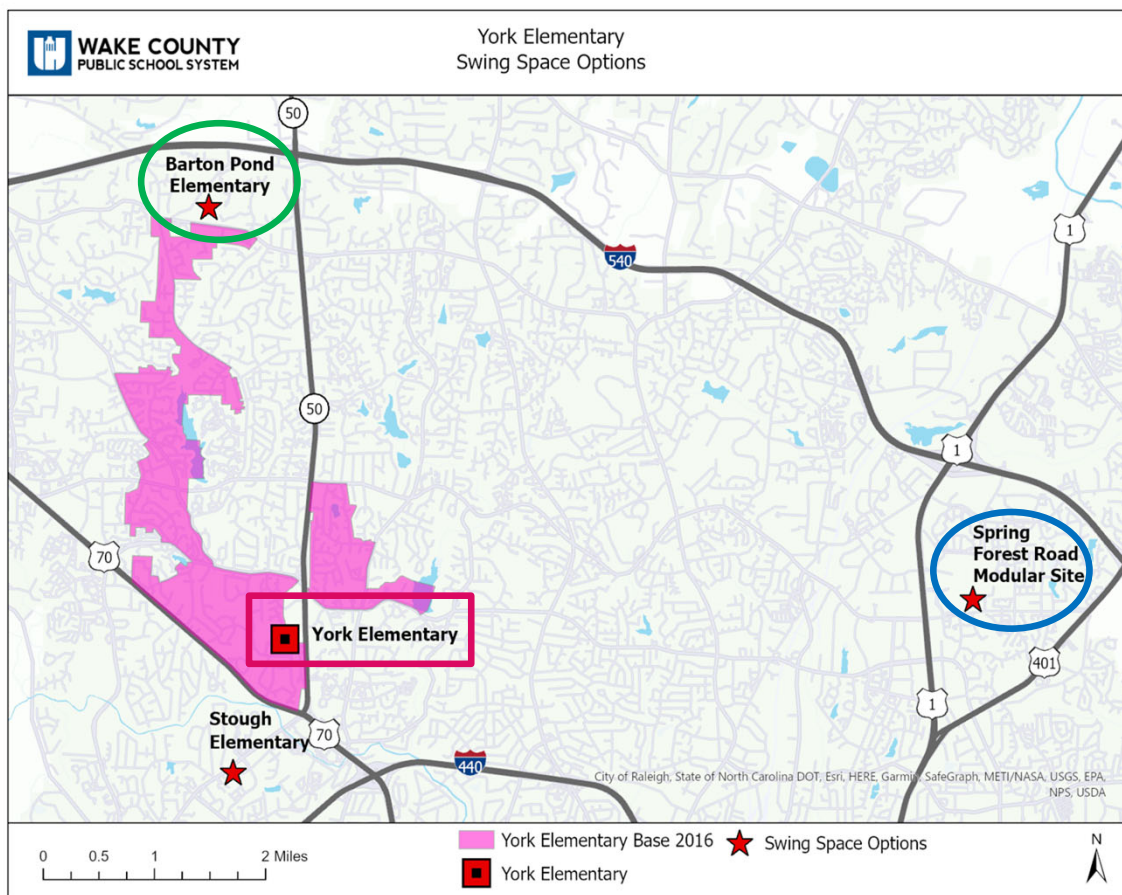 WAKE COUNTY
PUBLIC SCHOOL SYSTEM
York Elementary
Swing Space Options
50
Barton Pond
Elementary
1
540
50
1
70
Spring
Forest Road
Modular Site
York Elementary
401
1
Stough
Elementary
70
440
City of Raleigh, State of North Carolina DOT, Esri, HERE, Garmin, SafeGraph, METI/NASA, USGS, EPA,
NPS, USDA
0 0.5 1 2 Miles
York Elementary Base 2016
Swing Space Options
York Elementary
N